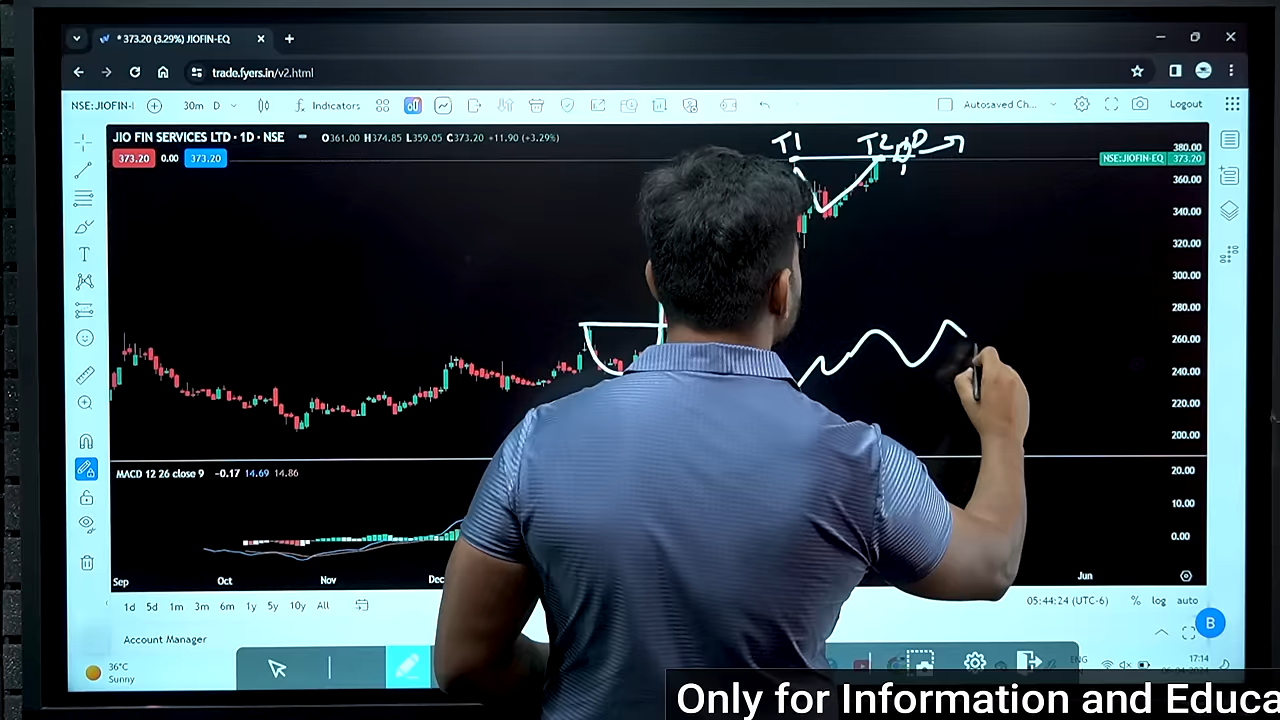 * 373.20 (3.29%) JIOFIN-EQ
trade.fyers.in/v2.html
NSE:JIOFIN-I
30m D
Indicators
Autosaved Ch...
Logout
JIO FIN SERVICES LTD · 1D · NSE
O361.00 H374.85 L359.05 C373.20 +11.90 (+3.29%)
373.20 0.00 373.20
T1 T2
NSE:JIOFIN-EQ 373.20
380.00
360.00
340.00
320.00
300.00
280.00
260.00
240.00
220.00
200.00
MACD 12 26 close 9 −0.17 14.69 14.86
20.00
10.00
0.00
Sep Oct Nov Dec Jun
1d 5d 1m 3m 6m 1y 5y 10y All
05:44:24 (UTC-6) % log auto
Account Manager
B
36°C
Sunny
ENG
17:14
Only for Information and Educa